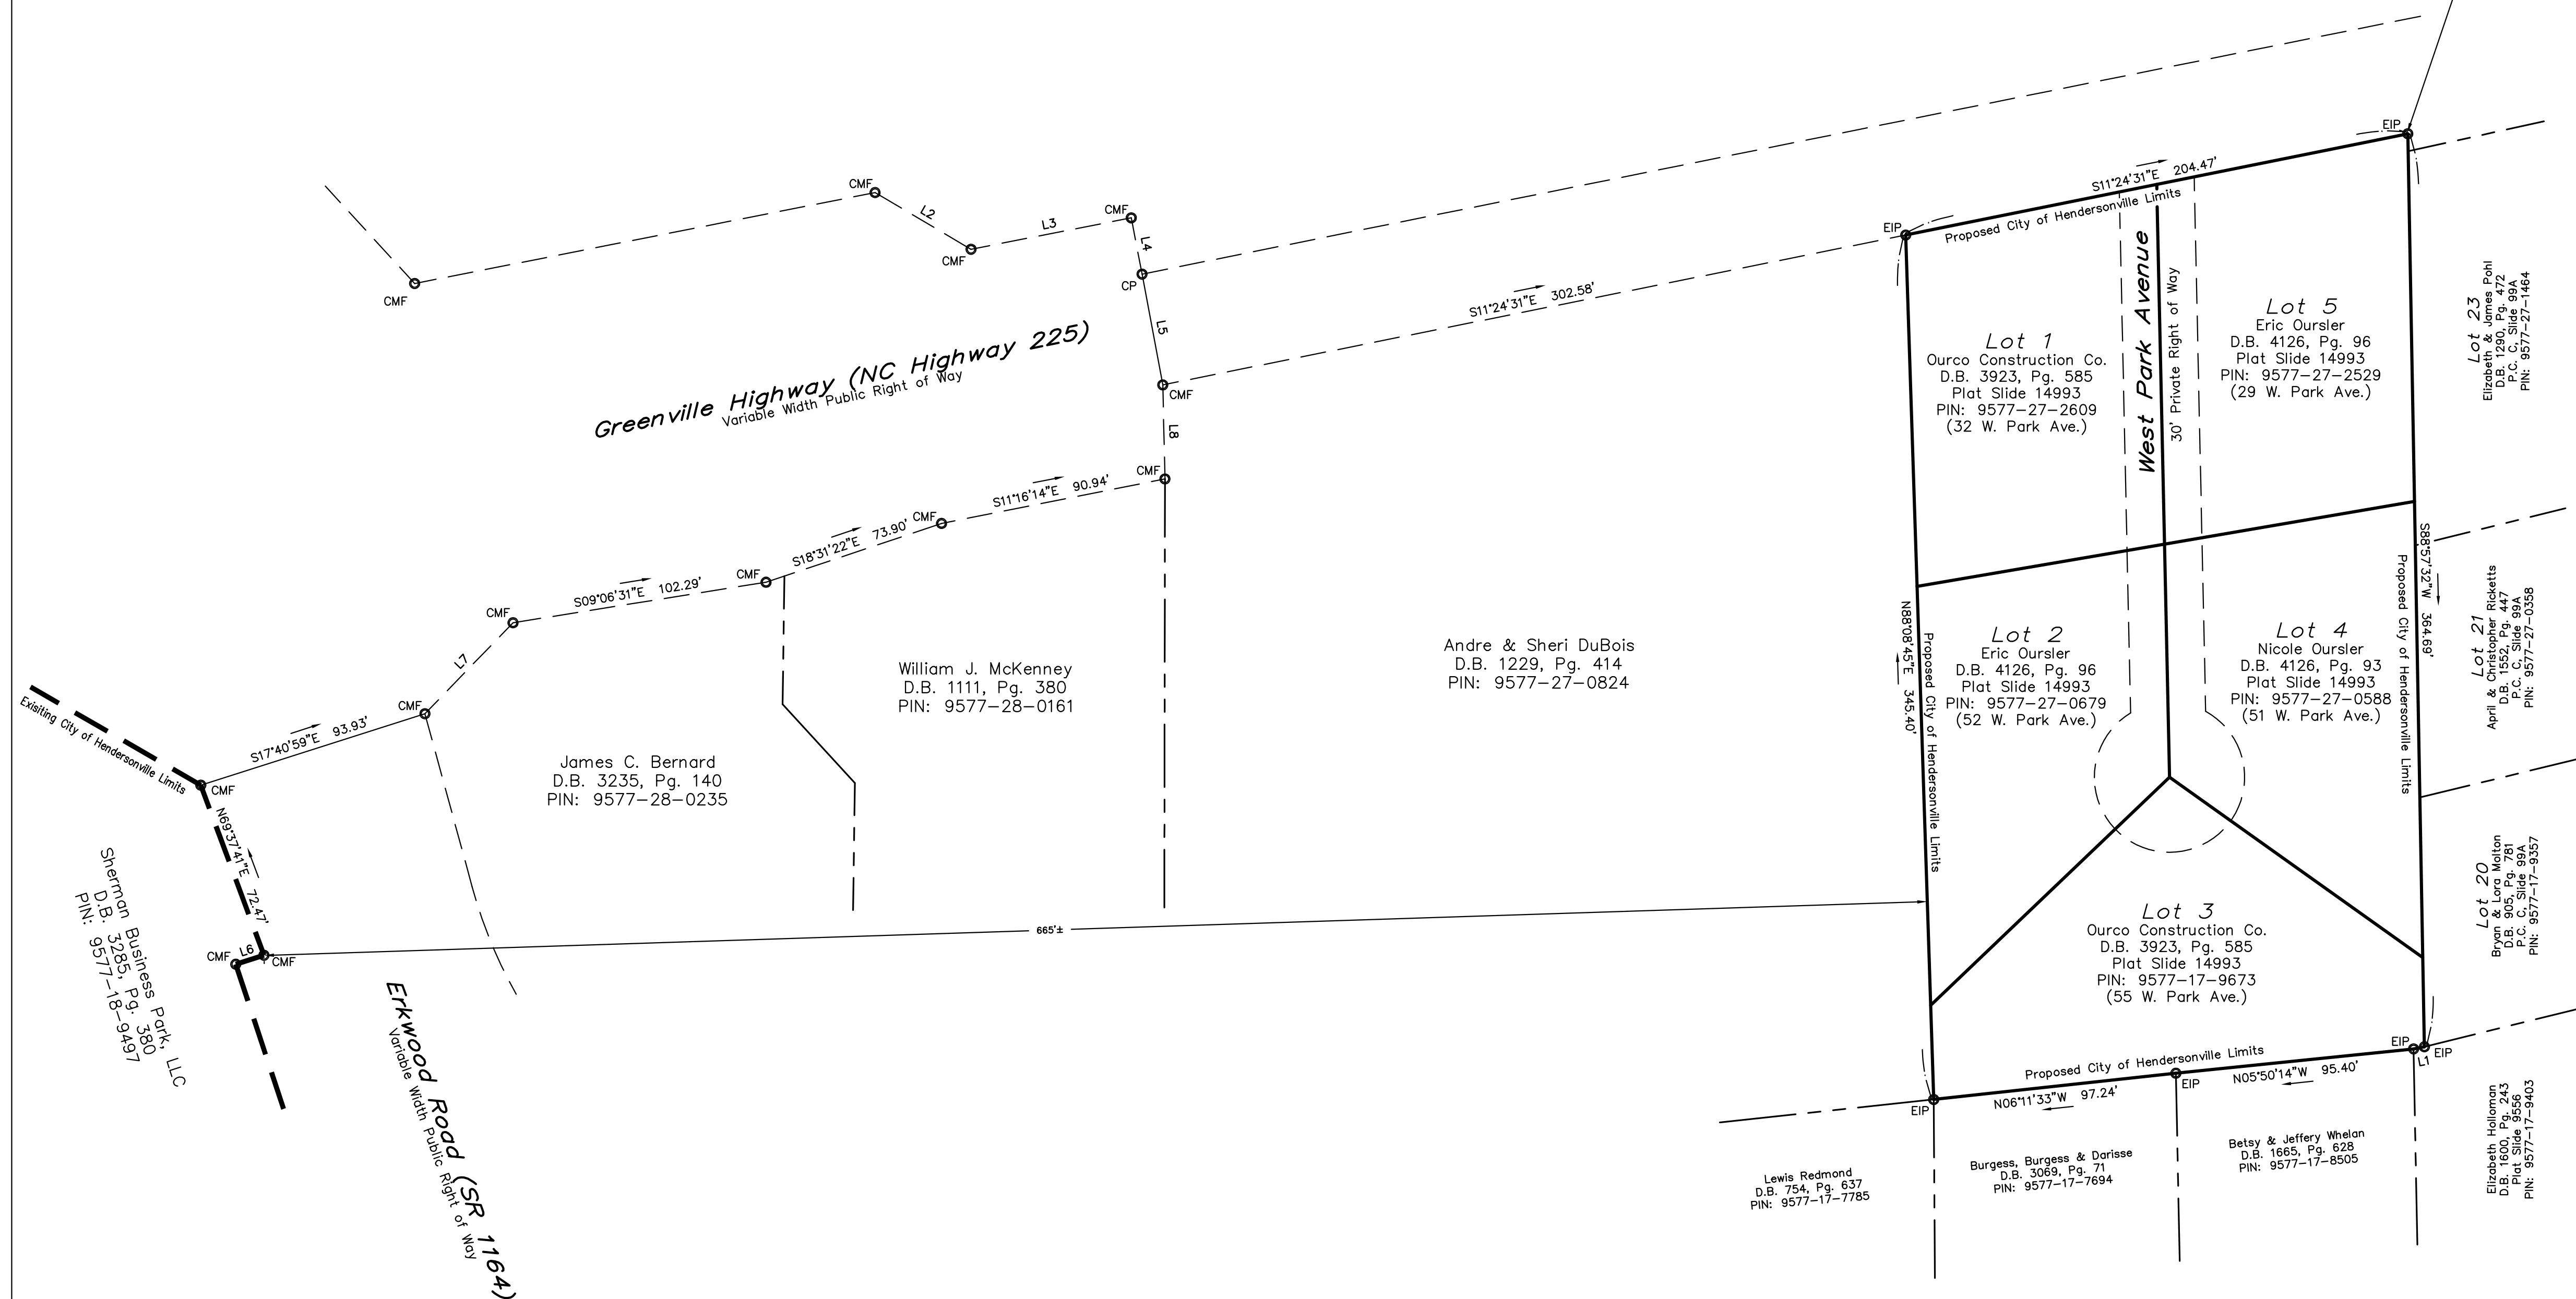 EIP
S11°24'31"E 204.47'
Proposed City of Hendersonville Limits
EIP
CMF
L2
CMF
L3
CMF
L4
CP
L5
CMF
L8
CMF
CMF
S11°24'31"E 302.58'
Greenville Highway (NC Highway 225)
Variable Width Public Right of Way
S11°16'14"E 90.94'
CMF
S18°31'22"E 73.90'
CMF
S09°06'31"E 102.29'
CMF
L7
CMF
S17°40'59"E 93.93'
Exisiting City of Hendersonville Limits
CMF
N69°37'41"E 72.47'
L6
CMF
CMF
Sherman Business Park, LLC
D.B. 3285, Pg. 380
PIN: 9577-18-9497
Erkwood Road (SR 1164)
Variable Width Public Right of Way
James C. Bernard
D.B. 3235, Pg. 140
PIN: 9577-28-0235
William J. McKenney
D.B. 1111, Pg. 380
PIN: 9577-28-0161
Andre & Sheri DuBois
D.B. 1229, Pg. 414
PIN: 9577-27-0824
665'±
Lot 1
Ourco Construction Co.
D.B. 3923, Pg. 585
Plat Slide 14993
PIN: 9577-27-2609
(32 W. Park Ave.)
West Park Avenue
30' Private Right of Way
Lot 5
Eric Oursler
D.B. 4126, Pg. 96
Plat Slide 14993
PIN: 9577-27-2529
(29 W. Park Ave.)
N88°08'45"E 345.40'
Proposed City of Hendersonville Limits
Lot 2
Eric Oursler
D.B. 4126, Pg. 96
Plat Slide 14993
PIN: 9577-27-0679
(52 W. Park Ave.)
Lot 4
Nicole Oursler
D.B. 4126, Pg. 93
Plat Slide 14993
PIN: 9577-27-0588
(51 W. Park Ave.)
Proposed City of Hendersonville Limits
S88°57'32"W 364.69'
Lot 3
Ourco Construction Co.
D.B. 3923, Pg. 585
Plat Slide 14993
PIN: 9577-17-9673
(55 W. Park Ave.)
Proposed City of Hendersonville Limits
EIP
N06°11'33"W 97.24'
EIP
N05°50'14"W 95.40'
EIP
L1
EIP
Lot 23
Elizabeth & James Pohl
D.B. 1290, Pg. 472
P.C. C, Slide 99A
PIN: 9577-27-1464
Lot 21
April & Christopher Ricketts
D.B. 1552, Pg. 447
P.C. C, Slide 99A
PIN: 9577-27-0358
Lot 20
Bryan & Lora Molton
D.B. 905, Pg. 781
P.C. C, Slide 99A
PIN: 9577-17-9357
Elizabeth Holloman
D.B. 1600, Pg. 243
Plat Slide 9556
PIN: 9577-17-9403
Lewis Redmond
D.B. 754, Pg. 637
PIN: 9577-17-7785
Burgess, Burgess & Darisse
D.B. 3069, Pg. 71
PIN: 9577-17-7694
Betsy & Jeffery Whelan
D.B. 1665, Pg. 628
PIN: 9577-17-8505